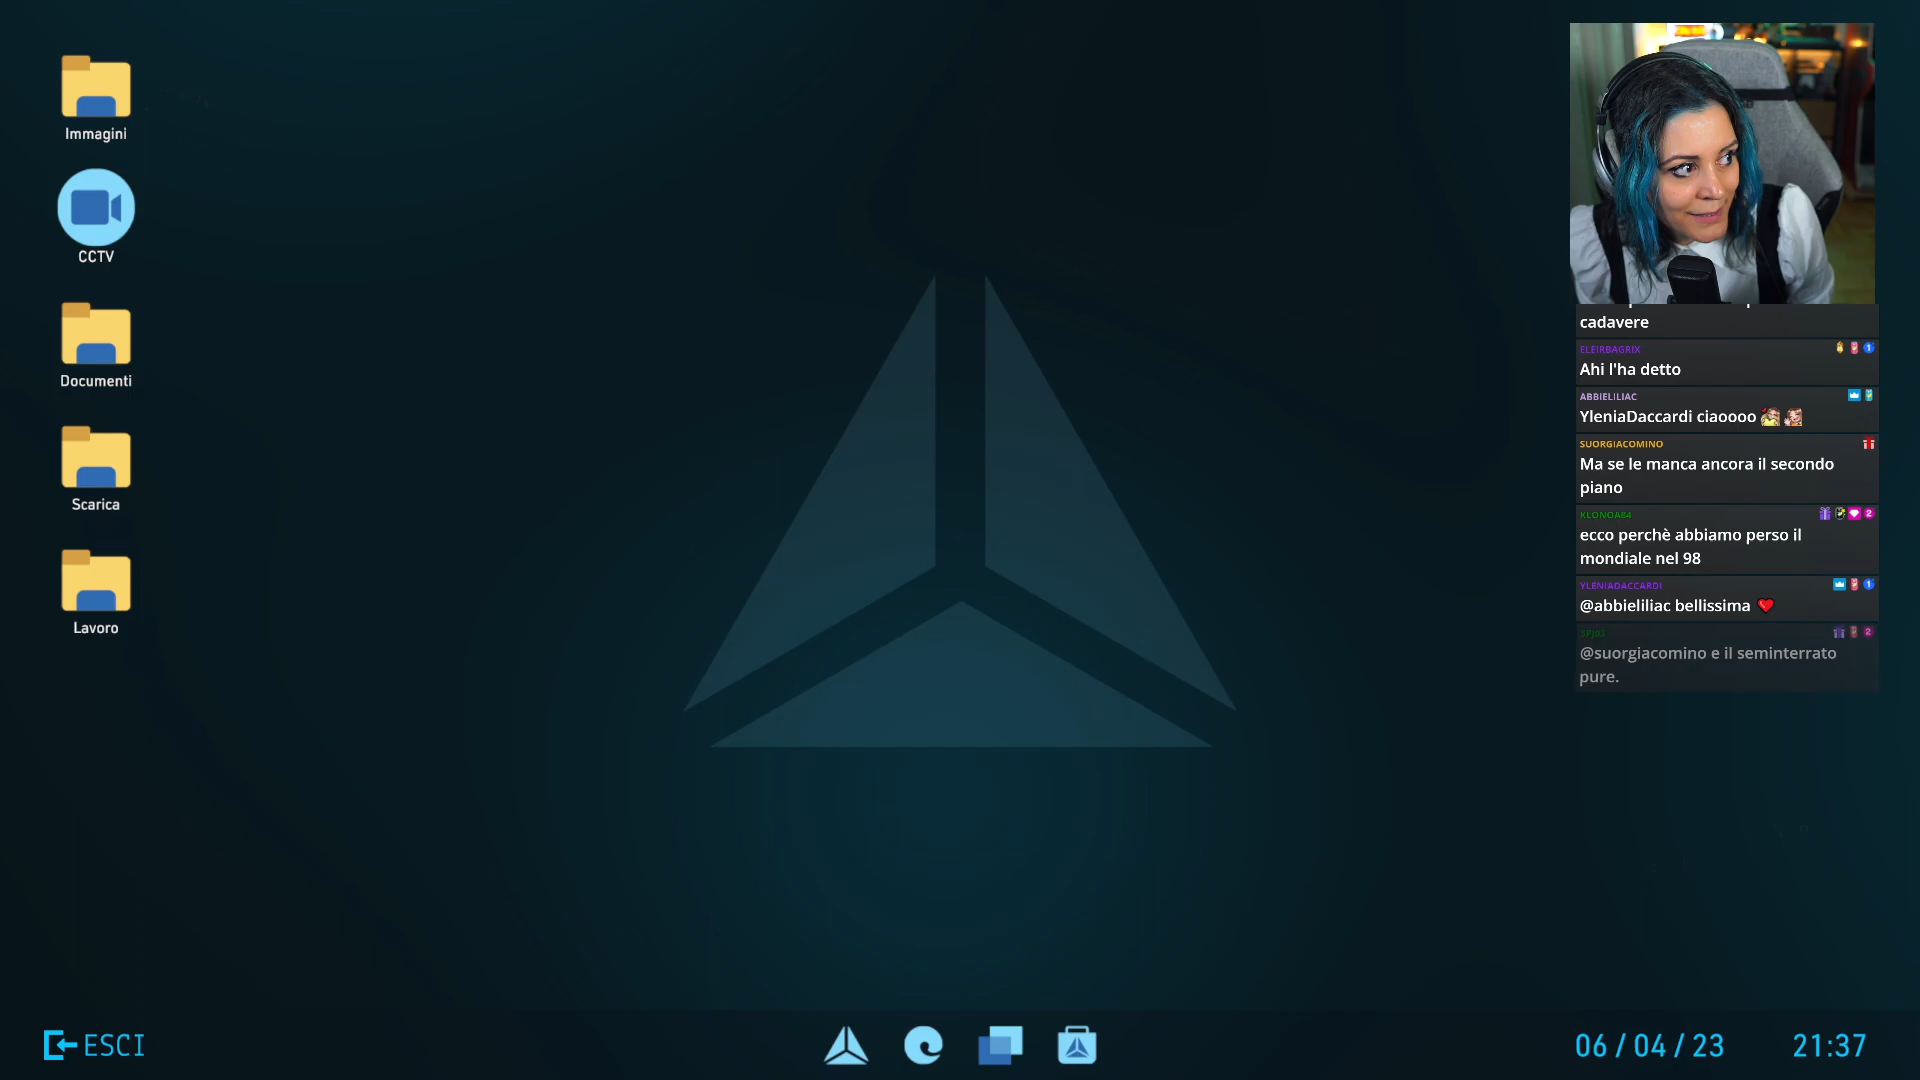 Immagini
CCTV
Documenti
Scarica
Lavoro
cadavere
ELEIRBAGRIX
Ahi l'ha detto
ABBIELILIAC
YleniaDaccardi ciaoooo
SUORGIACOMINO
Ma se le manca ancora il secondo
piano
KLONOA84
ecco perchè abbiamo perso il
mondiale nel 98
YLENIADACCARDI
@abbieliliac bellissima
@suorgiacomino e il seminterrato
pure.
ESCI
06 / 04 / 23
21:37